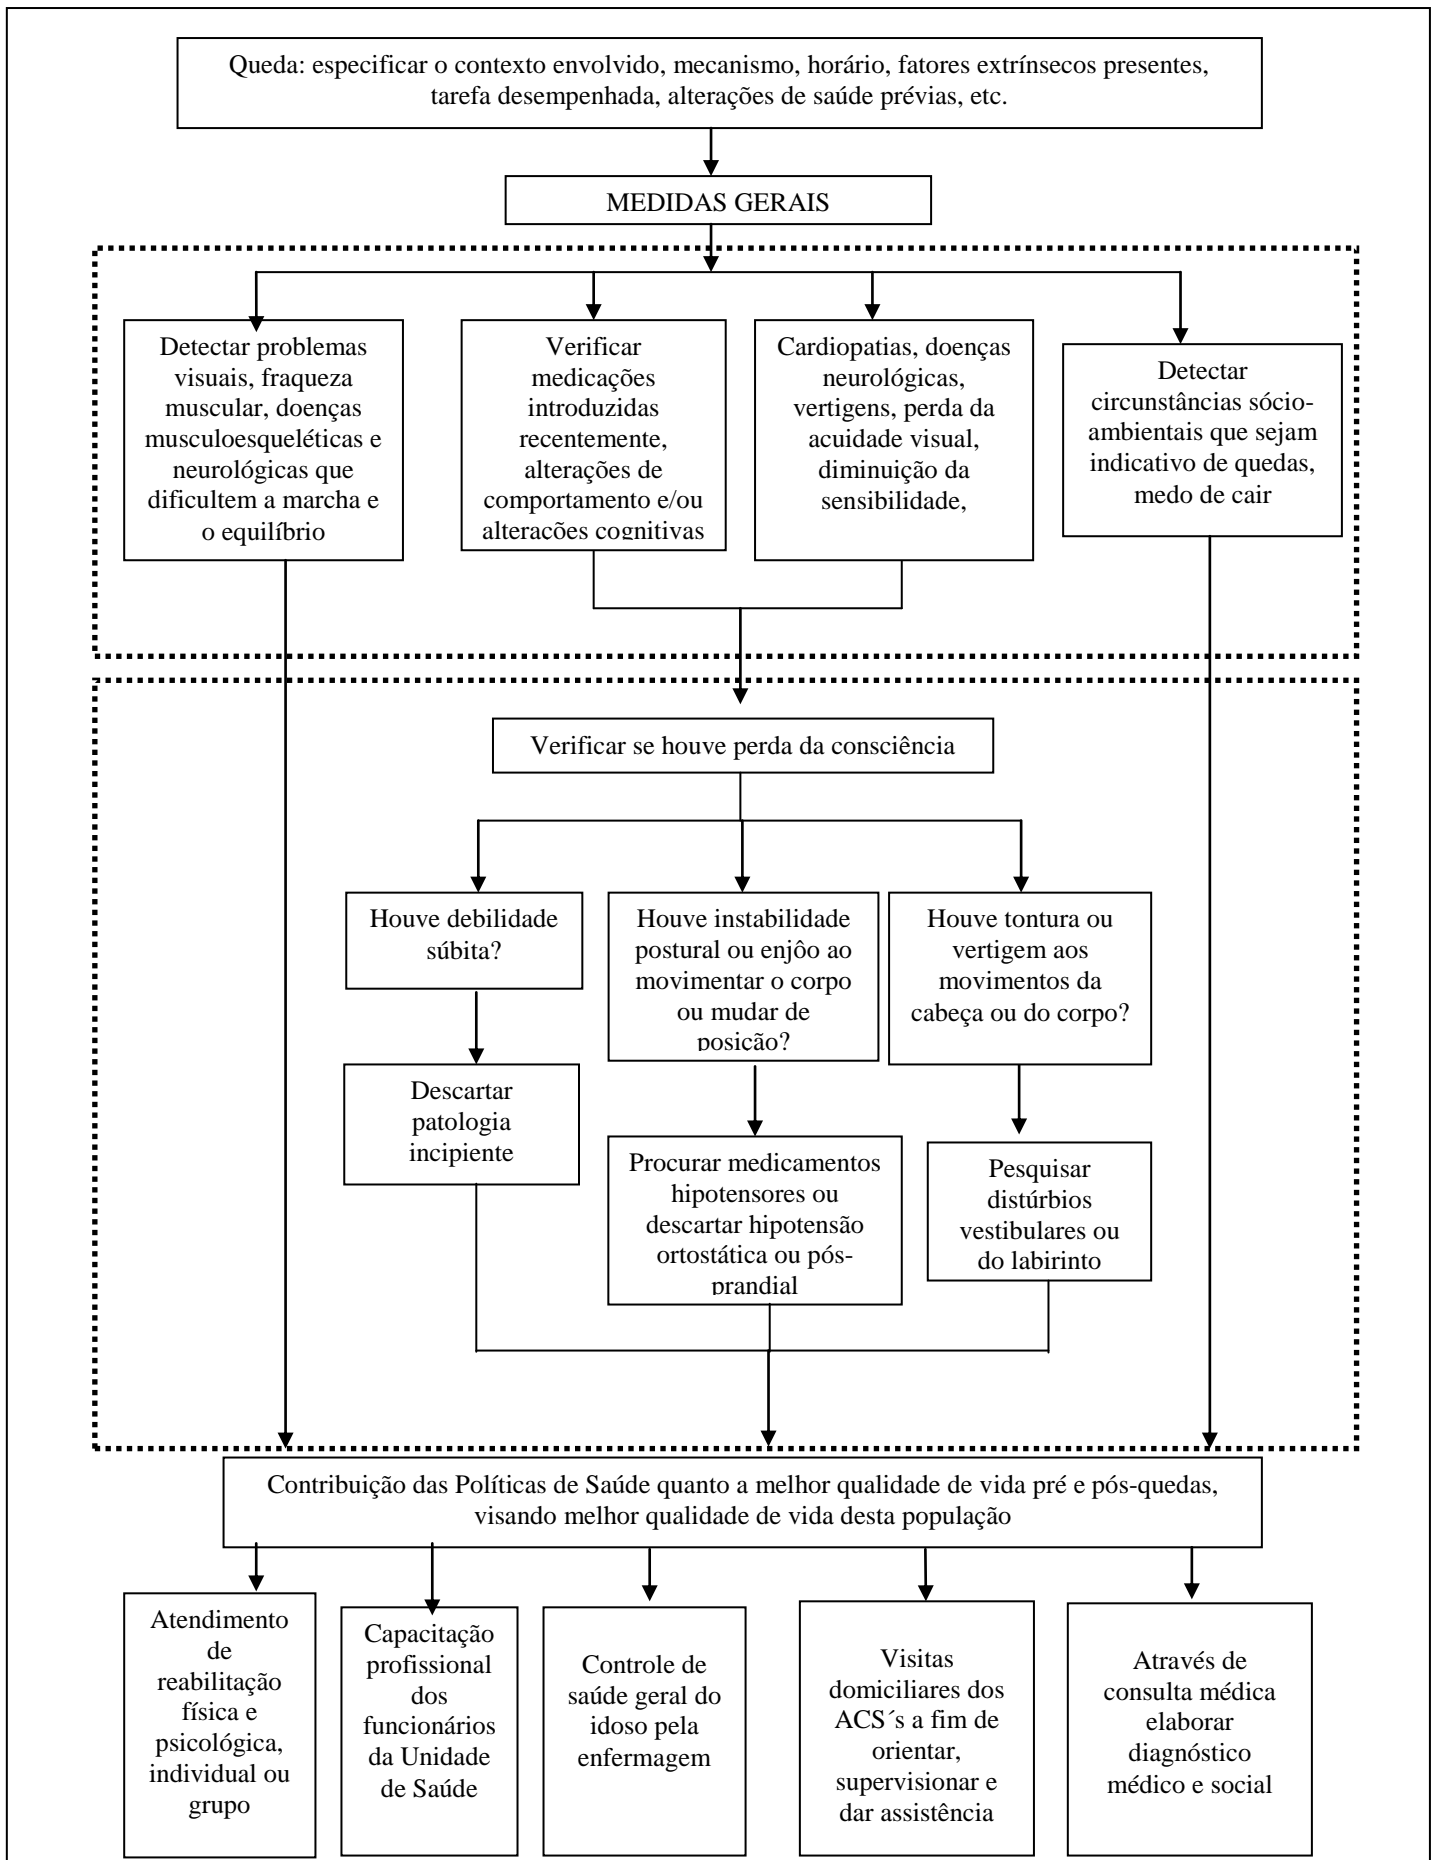 Queda: especificar o contexto envolvido, mecanismo, horário, fatores extrínsecos presentes,
tarefa desempenhada, alterações de saúde prévias, etc.
MEDIDAS GERAIS
Detectar problemas
visuais, fraqueza
muscular, doenças
musculoesqueléticas e
neurológicas que
dificultem a marcha e
o equilíbrio
Verificar
medicações
introduzidas
recentemente,
alterações de
comportamento e/ou
alterações cognitivas
Cardiopatias, doenças
neurológicas,
vertigens, perda da
acuidade visual,
diminuição da
sensibilidade,
Detectar
circunstâncias sócio-
ambientais que sejam
indicativo de quedas,
medo de cair
Verificar se houve perda da consciência
Houve debilidade
súbita?
Houve instabilidade
postural ou enjôo ao
movimentar o corpo
ou mudar de
posição?
Houve tontura ou
vertigem aos
movimentos da
cabeça ou do corpo?
Descartar
patologia
incipiente
Procurar medicamentos
hipotensores ou
descartar hipotensão
ortostática ou pós-
prandial
Pesquisar
distúrbios
vestibulares ou
do labirinto
Contribuição das Políticas de Saúde quanto a melhor qualidade de vida pré e pós-quedas,
visando melhor qualidade de vida desta população
Atendimento
de
reabilitação
física e
psicológica,
individual ou
grupo
Capacitação
profissional
dos
funcionários
da Unidade
de Saúde
Controle de
saúde geral do
idoso pela
enfermagem
Visitas
domiciliares dos
ACS´s a fim de
orientar,
supervisionar e
dar assistência
Através de
consulta médica
elaborar
diagnóstico
médico e social